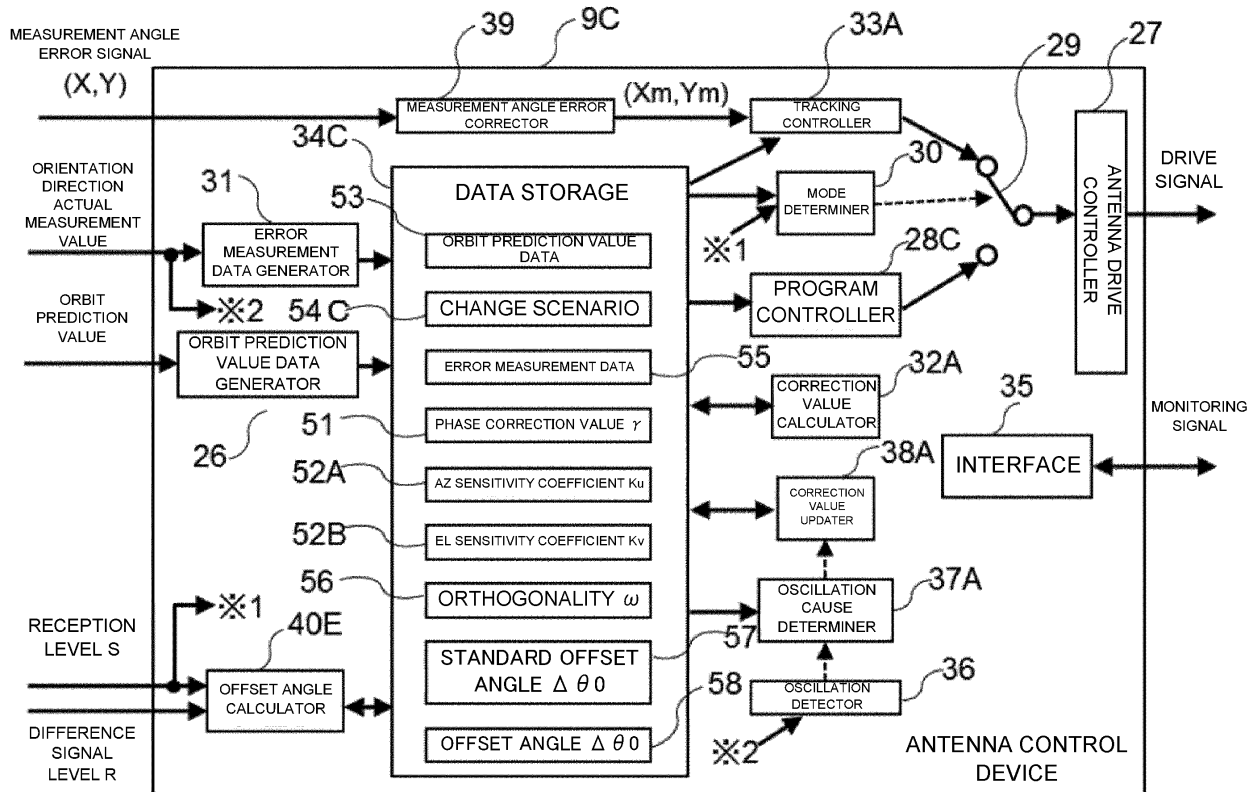 MEASUREMENT ANGLE
ERROR SIGNAL
(X,Y)
39
9C
33A
29
27
MEASUREMENT ANGLE ERROR
CORRECTOR
(Xm,Ym)
TRACKING
CONTROLLER
34C
30
ORIENTATION
DIRECTION
ACTUAL
MEASUREMENT
VALUE
31
53
DATA STORAGE
MODE
DETERMINER
ANTENNA DRIVE
CONTROLLER
DRIVE
SIGNAL
ERROR
MEASUREMENT
DATA GENERATOR
ORBIT PREDICTION VALUE
DATA
※1
28C
ORBIT
PREDICTION
VALUE
※2
54C
CHANGE SCENARIO
PROGRAM
CONTROLLER
ORBIT PREDICTION
VALUE DATA
GENERATOR
26
ERROR MEASUREMENT DATA
55
CORRECTION
VALUE
CALCULATOR
32A
35
MONITORING
SIGNAL
51
PHASE CORRECTION VALUE γ
INTERFACE
52A
AZ SENSITIVITY COEFFICIENT Ku
38A
CORRECTION
VALUE
UPDATER
52B
EL SENSITIVITY COEFFICIENT Kv
56
ORTHOGONALITY ω
OSCILLATION
CAUSE
DETERMINER
37A
※1
40E
57
RECEPTION
LEVEL S
STANDARD OFFSET
ANGLE Δθ0
OFFSET ANGLE
CALCULATOR
58
OSCILLATION
DETECTOR
36
DIFFERENCE
SIGNAL
LEVEL R
OFFSET ANGLE Δθ0
※2
ANTENNA CONTROL
DEVICE